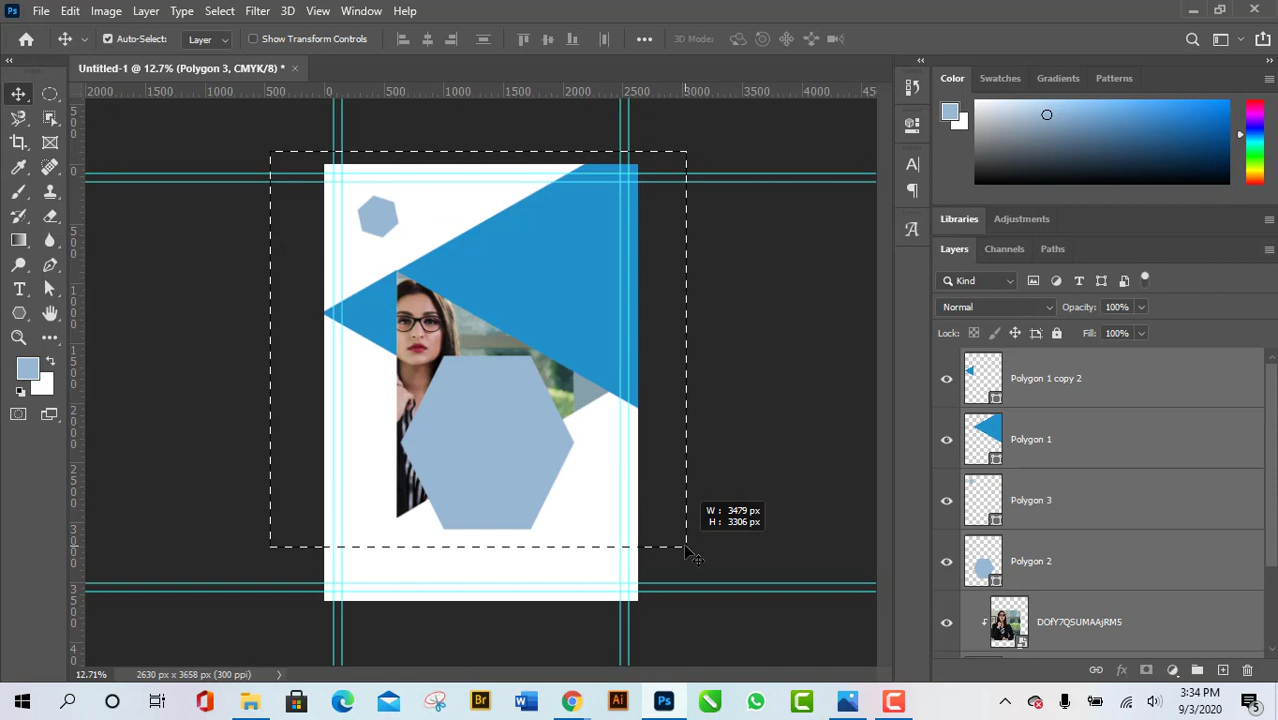 Ps File Edit Image Layer Type Select Filter 3D View Window Help
Auto-Select: Layer Show Transform Controls 3D Mode:
Untitled-1 @ 12.7% (Polygon 3, CMYK/8) * ×
2000 1500 1000 500 0 500 1000 1500 2000 2500 3000 3500 4000 45
Color Swatches Gradients Patterns
Libraries Adjustments
Layers Channels Paths
Kind
Normal Opacity: 100%
Lock: Fill: 100%
Polygon 1 copy 2
Polygon 1
Polygon 3
Polygon 2
DOfY7QSUMAAjRM5
W : 3479 px
H : 3306 px
12.71% 2630 px x 3658 px (300 ppi)
3:34 PM
9/3/2020